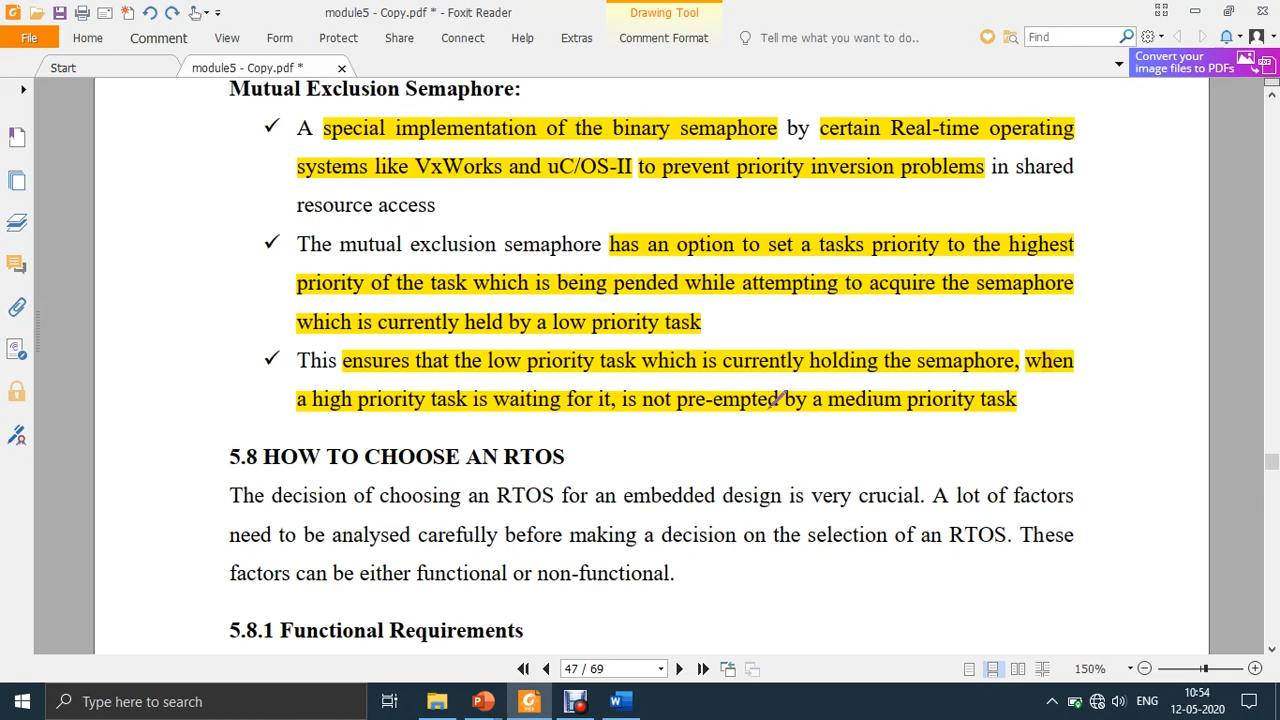 module5 - Copy.pdf * - Foxit Reader
Drawing Tool
File Home Comment View Form Protect Share Connect Help Extras Comment Format Tell me what you want to do.. Find
Start module5 - Copy.pdf *
Convert your
image files to PDFs
Mutual Exclusion Semaphore:
✓ A special implementation of the binary semaphore by certain Real-time operating
systems like VxWorks and uC/OS-II to prevent priority inversion problems in shared
resource access
✓ The mutual exclusion semaphore has an option to set a tasks priority to the highest
priority of the task which is being pended while attempting to acquire the semaphore
which is currently held by a low priority task
✓ This ensures that the low priority task which is currently holding the semaphore, when
a high priority task is waiting for it, is not pre-empted by a medium priority task
5.8 HOW TO CHOOSE AN RTOS
The decision of choosing an RTOS for an embedded design is very crucial. A lot of factors
need to be analysed carefully before making a decision on the selection of an RTOS. These
factors can be either functional or non-functional.
5.8.1 Functional Requirements
47 / 69
150%
Type here to search
ENG
10:54
12-05-2020